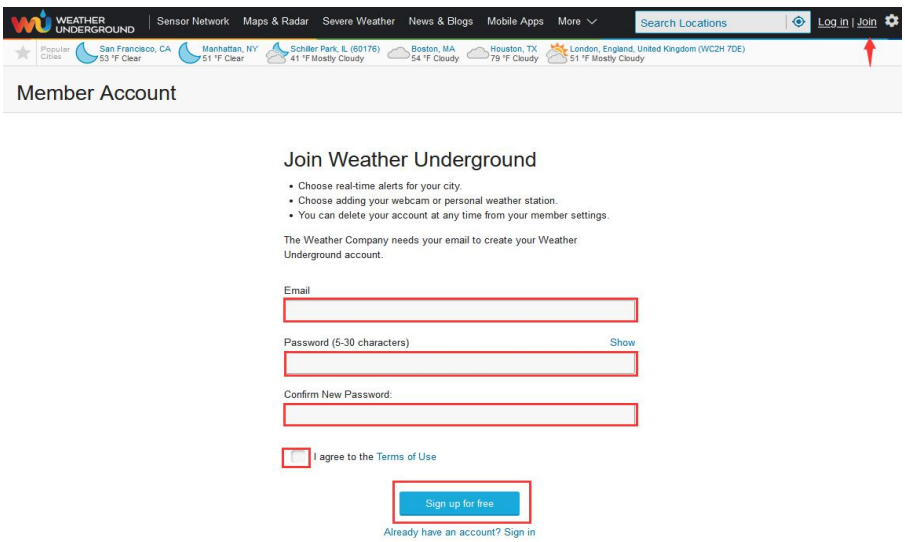 WEATHER UNDERGROUND Sensor Network Maps & Radar Severe Weather News & Blogs Mobile Apps More Search Locations Log in | Join
Popular Cities San Francisco, CA 53 °F Clear Manhattan, NY 51 °F Clear Schiller Park, IL (60176) 41 °F Mostly Cloudy Boston, MA 54 °F Cloudy Houston, TX 79 °F Cloudy London, England, United Kingdom (WC2H 7DE) 51 °F Mostly Cloudy
Member Account
Join Weather Underground
• Choose real-time alerts for your city.
• Choose adding your webcam or personal weather station.
• You can delete your account at any time from your member settings.
The Weather Company needs your email to create your Weather
Underground account.
Email
Password (5-30 characters) Show
Confirm New Password:
I agree to the Terms of Use
Sign up for free
Already have an account? Sign in